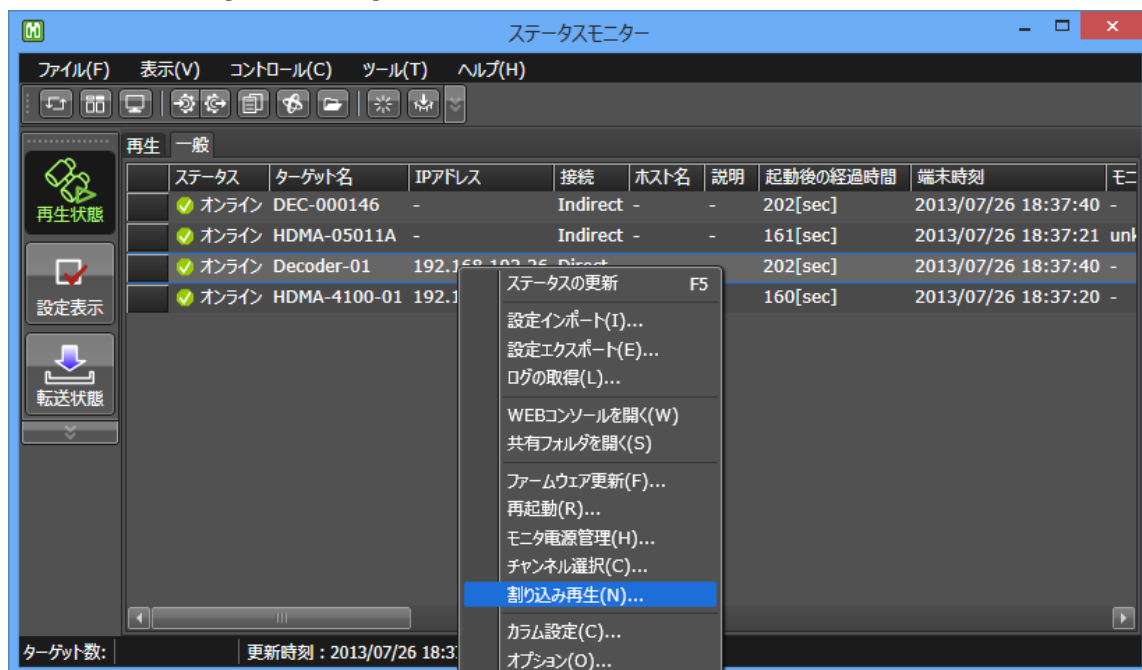 ステータスモニター
ファイル(F) 表示(V) コントロール(C) ツール(T) ヘルプ(H)
再生 一般
ステータス ターゲット名 IPアドレス 接続 ホスト名 説明 起動後の経過時間 端末時刻
オンライン DEC-000146 - Indirect - - 202[sec] 2013/07/26 18:37:40 -
オンライン HDMA-05011A - Indirect - - 161[sec] 2013/07/26 18:37:21
オンライン Decoder-01 202[sec] 2013/07/26 18:37:40 -
オンライン HDMA-4100-01 192.1 160[sec] 2013/07/26 18:37:20 -
再生状態
設定表示
転送状態
ステータスの更新 F5
設定インポート(I)...
設定エクスポート(E)...
ログの取得(L)...
WEBコンソールを開く(W)
共有フォルダを開く(S)
ファームウェア更新(F)...
再起動(R)...
モニタ電源管理(H)...
チャンネル選択(C)...
割り込み再生(N)...
カラム設定(C)...
オプション(O)...
ターゲット数: 更新時刻 : 2013/07/26 18:3